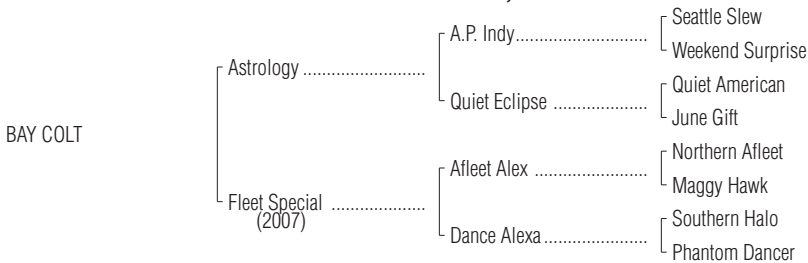 Seattle Slew
A.P. Indy..............................
Weekend Surprise
Astrology ............................
Quiet American
Quiet Eclipse .....................
June Gift
BAY COLT
Northern Afleet
Afleet Alex .........................
Maggy Hawk
Fleet Special .....................
(2007)
Southern Halo
Dance Alexa.......................
Phantom Dancer